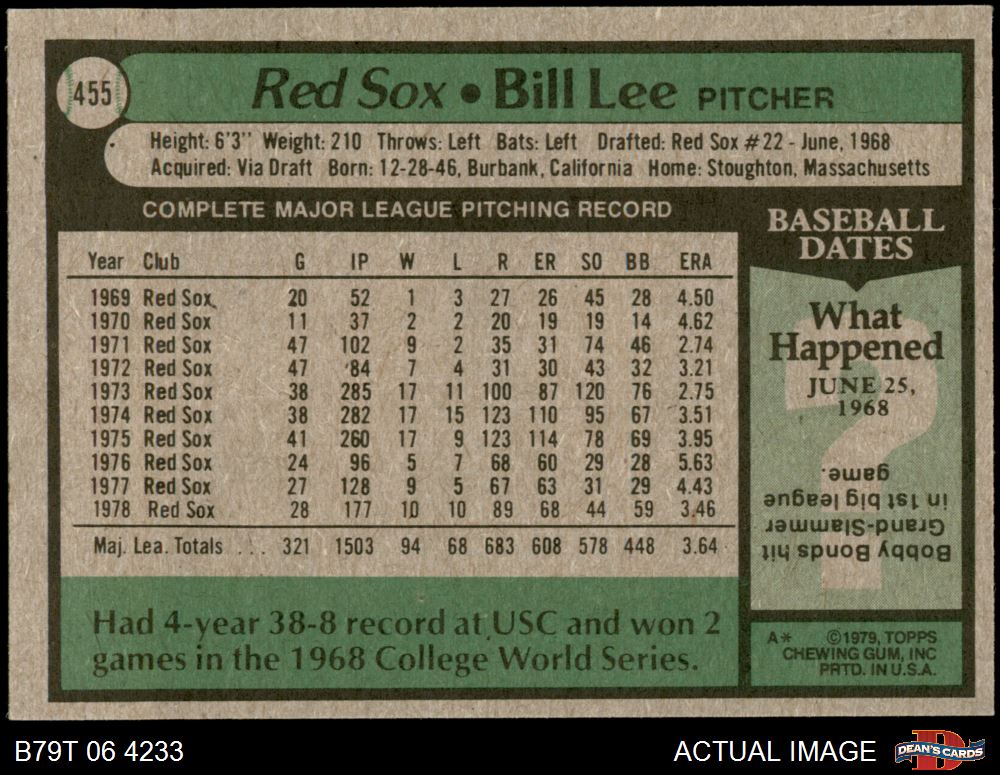 455
Red Sox • Bill Lee PITCHER
Height: 6'3" Weight: 210 Throws: Left Bats: Left Drafted: Red Sox #22 - June, 1968
Acquired: Via Draft Born: 12-28-46, Burbank, California Home: Stoughton, Massachusetts
COMPLETE MAJOR LEAGUE PITCHING RECORD
Year Club G IP W L R ER SO BB ERA
1969 Red Sox 20 52 1 3 27 26 45 28 4.50
1970 Red Sox 11 37 2 2 20 19 19 14 4.62
1971 Red Sox 47 102 9 2 35 31 74 46 2.74
1972 Red Sox 47 84 7 4 31 30 43 32 3.21
1973 Red Sox 38 285 17 11 100 87 120 76 2.75
1974 Red Sox 38 282 17 15 123 110 95 67 3.51
1975 Red Sox 41 260 17 9 123 114 78 69 3.95
1976 Red Sox 24 96 5 7 68 60 29 28 5.63
1977 Red Sox 27 128 9 5 67 63 31 29 4.43
1978 Red Sox 28 177 10 10 89 68 44 59 3.46
Maj. Lea. Totals ... 321 1503 94 68 683 608 578 448 3.64
Had 4-year 38-8 record at USC and won 2
games in the 1968 College World Series.
BASEBALL
DATES
What
Happened
JUNE 25,
1968
?
Bobby Bonds hit
Grand-Slammer
in 1st big league
game.
A* ©1979, TOPPS
CHEWING GUM, INC
PRTD. IN U.S.A.
B79T 06 4233
ACTUAL IMAGE
D
DEAN'S CARDS